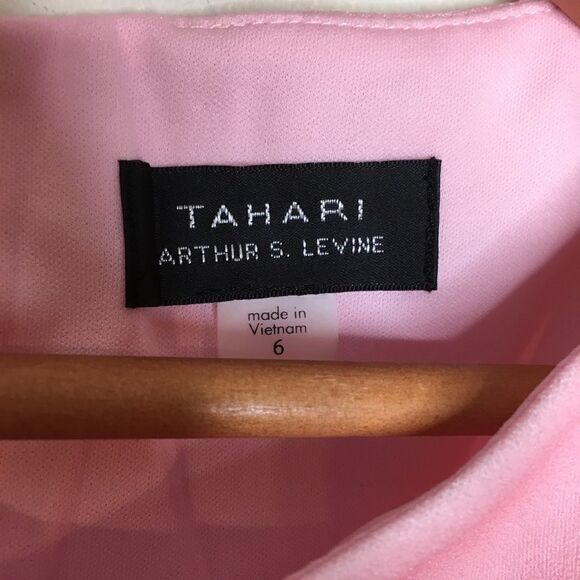 TAHARI
ARTHUR S. LEVINE
made in
Vietnam
6